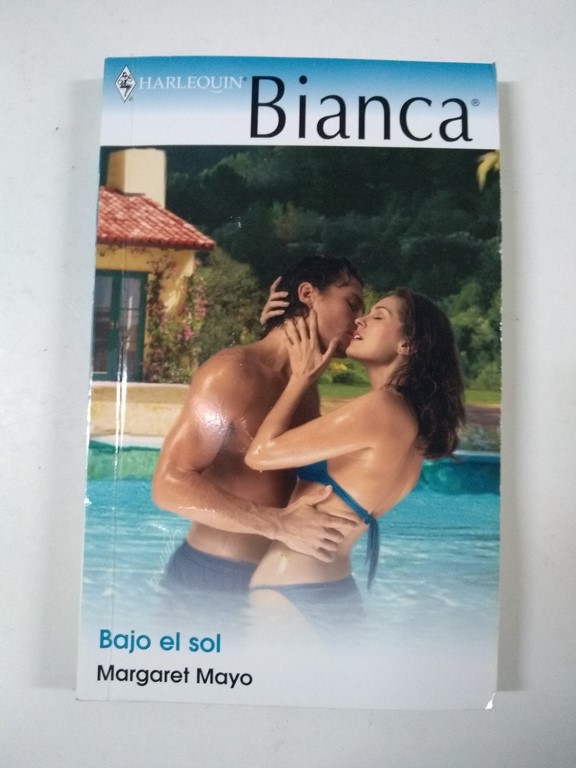 HARLEQUIN®
Bianca®
Bajo el sol
Margaret Mayo